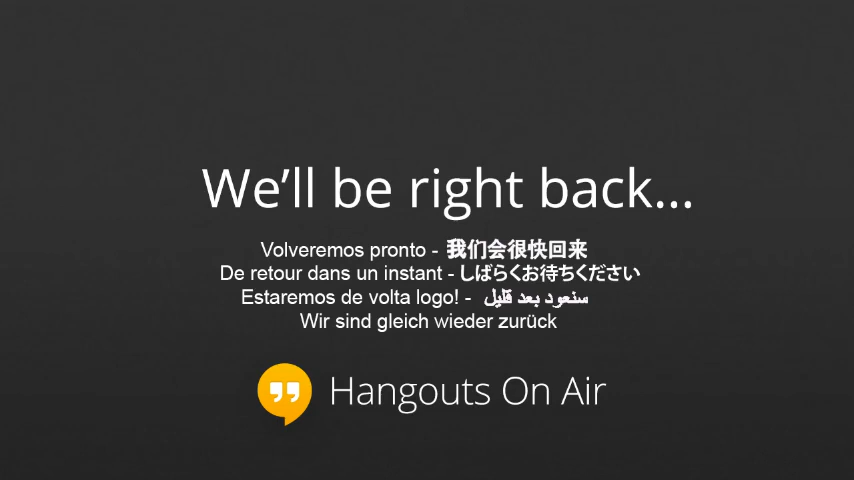 We'll be right back...
Volveremos pronto - 我们会很快回来
De retour dans un instant - しばらくお待ちください
Estaremos de volta logo! - سنعود بعد قليل
Wir sind gleich wieder zurück
Hangouts On Air